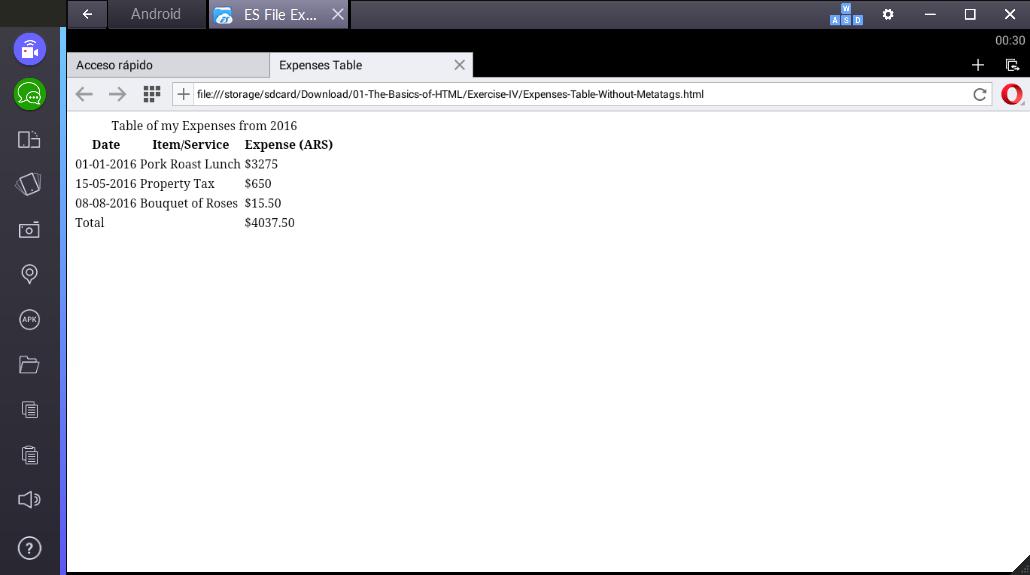 Android
ES File Ex...
W
A S D
00:30
Acceso rápido
Expenses Table
file:///storage/sdcard/Download/01-The-Basics-of-HTML/Exercise-IV/Expenses-Table-Without-Metatags.html
Table of my Expenses from 2016
Date Item/Service Expense (ARS)
01-01-2016 Pork Roast Lunch $3275
15-05-2016 Property Tax $650
08-08-2016 Bouquet of Roses $15.50
Total $4037.50
APK